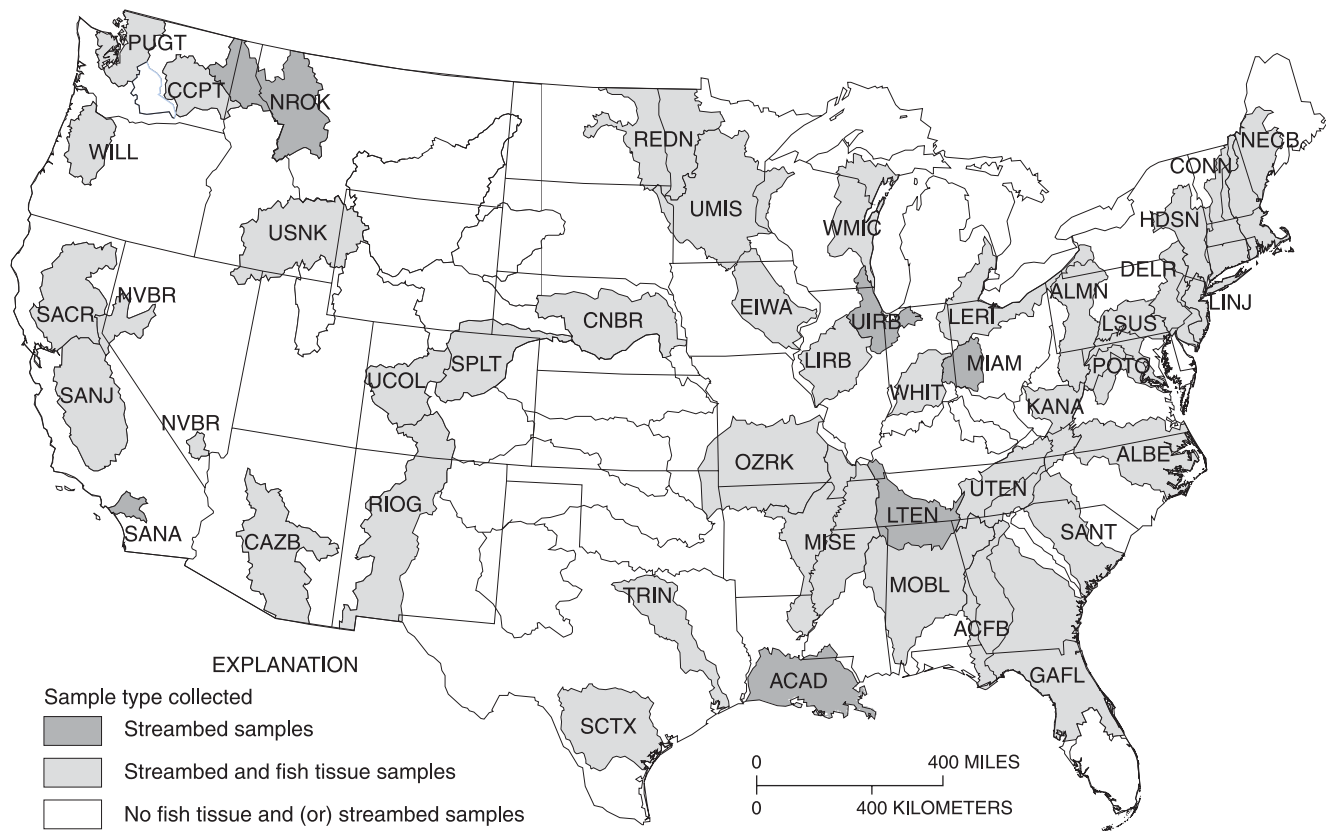 PUGT
CCPT
NROK
WILL
REDN
NECB
CONN
UMIS
WMIC
HDSN
USNK
DELR
NVBR
ALMN
SACR
EIWA
LINJ
CNBR
UIRB
LERI
LSUS
SPLT
LIRB
MIAM
POTO
UCOL
SANJ
WHIT
KANA
NVBR
ALBE
OZRK
UTEN
RIOG
LTEN
SANA
SANT
CAZB
MISE
MOBL
TRIN
ACFB
GAFL
ACAD
SCTX
EXPLANATION
Sample type collected
Streambed samples
Streambed and fish tissue samples
No fish tissue and (or) streambed samples
0 400 MILES
0 400 KILOMETERS